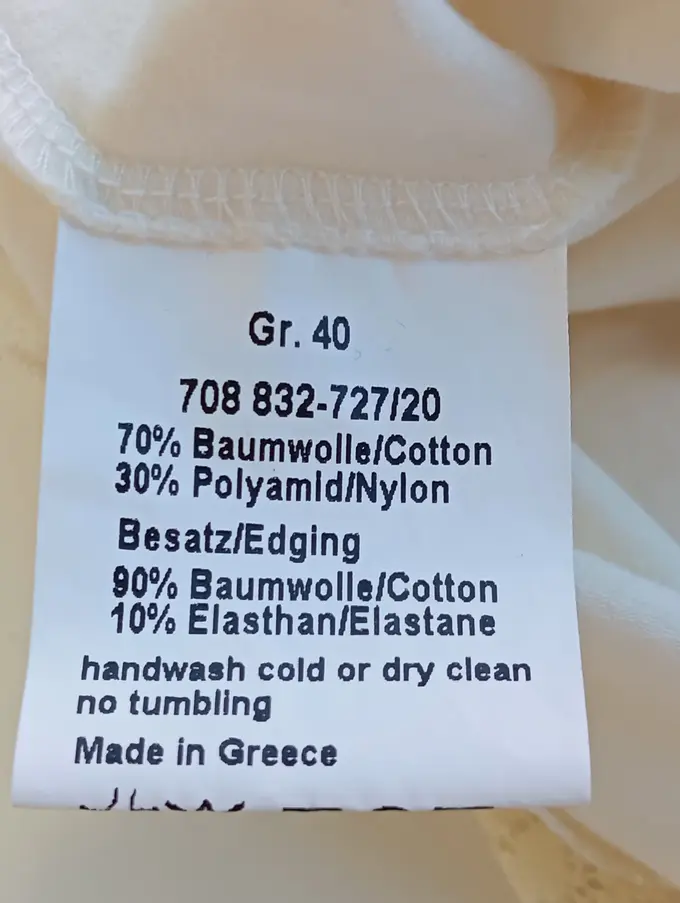 Gr. 40
708 832-727/20
70% Baumwolle/Cotton
30% Polyamid/Nylon
Besatz/Edging
90% Baumwolle/Cotton
10% Elasthan/Elastane
handwash cold or dry clean
no tumbling
Made in Greece